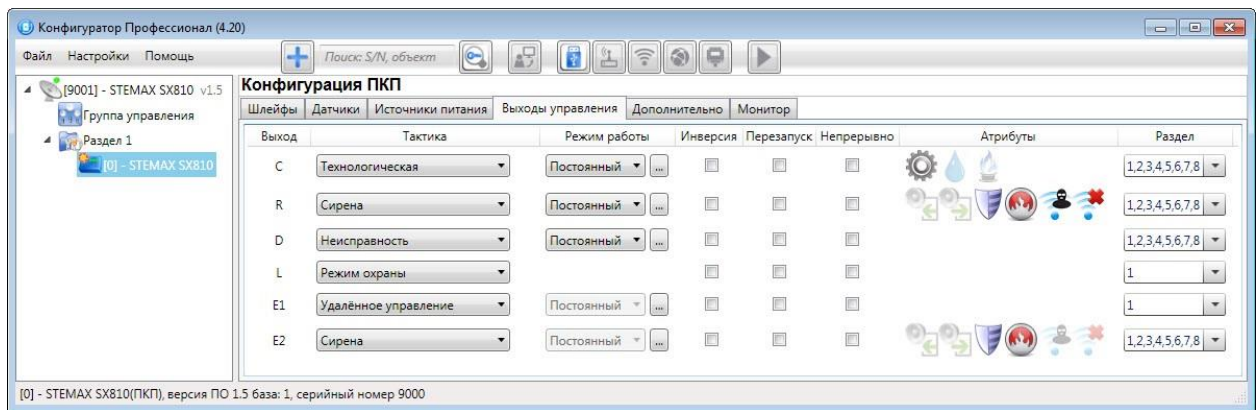 Конфигуратор Профессионал (4.20)
Файл Настройки Помощь Поиск: S/N, объект
[9001] - STEMAX SX810 v1.5
Группа управления
Раздел 1
[0] - STEMAX SX810
Конфигурация ПКП
Шлейфы Датчики Источники питания Выходы управления Дополнительно Монитор
Выход Тактика Режим работы Инверсия Перезапуск Непрерывно Атрибуты Раздел
C Технологическая Постоянный ... 1,2,3,4,5,6,7,8
R Сирена Постоянный ... 1,2,3,4,5,6,7,8
D Неисправность Постоянный ... 1,2,3,4,5,6,7,8
L Режим охраны 1
E1 Удалённое управление Постоянный ... 1
E2 Сирена Постоянный ... 1,2,3,4,5,6,7,8
[0] - STEMAX SX810(ПКП), версия ПО 1.5 база: 1, серийный номер 9000